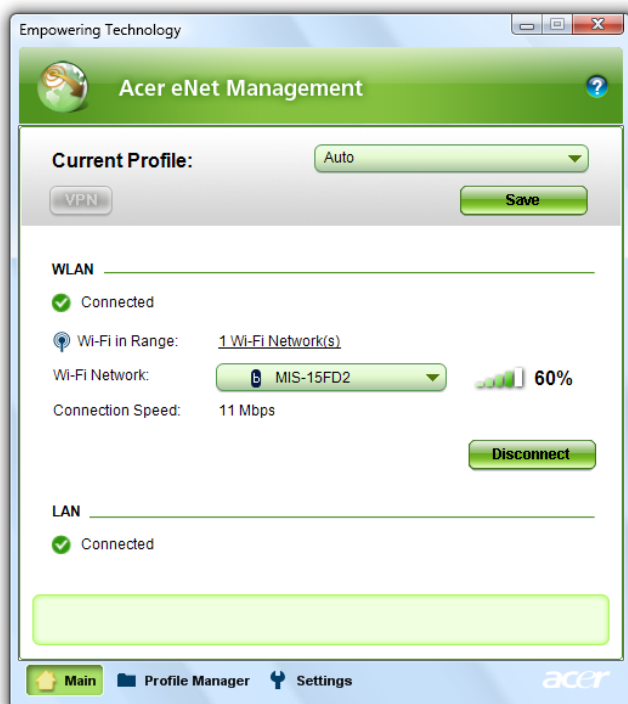 Empowering Technology
Acer eNet Management
?
Current Profile:
Auto
VPN
Save
WLAN
Connected
Wi-Fi in Range:
1 Wi-Fi Network(s)
Wi-Fi Network:
b MIS-15FD2
60%
Connection Speed:
11 Mbps
Disconnect
LAN
Connected
Main
Profile Manager
Settings
acer